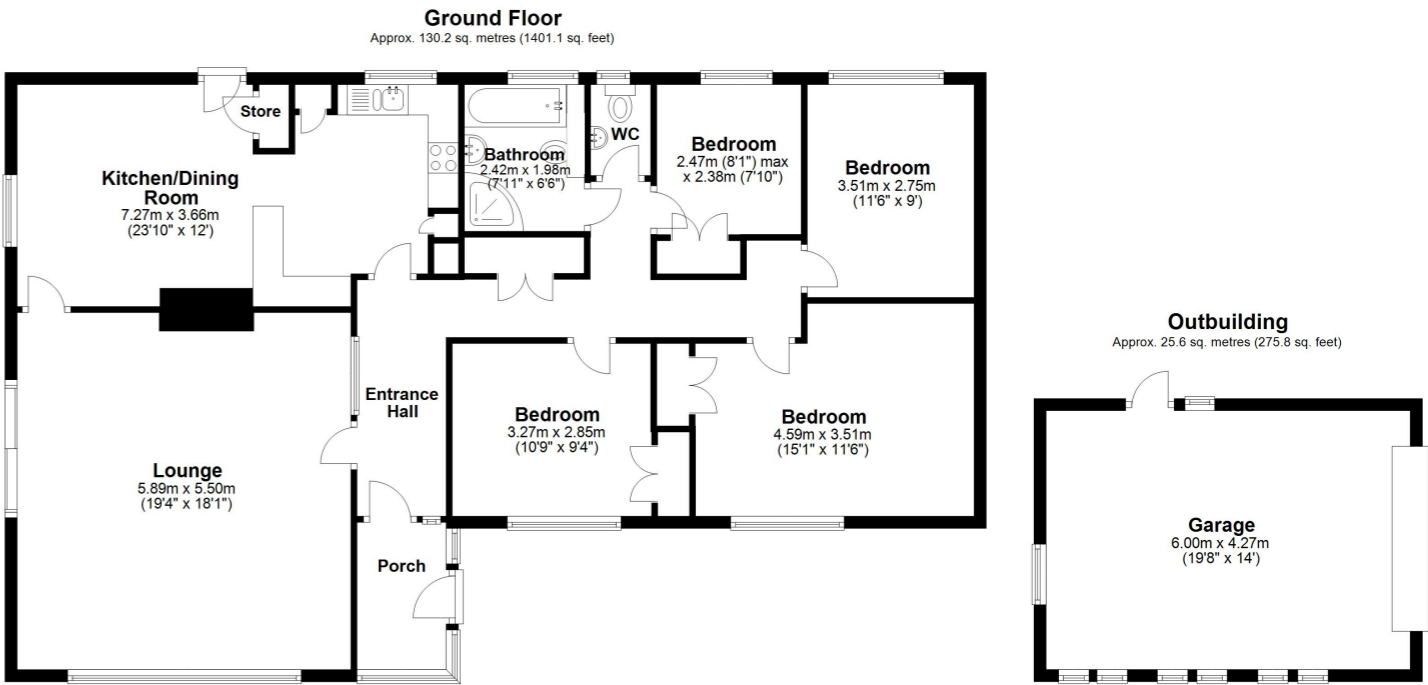 Ground Floor
Approx. 130.2 sq. metres (1401.1 sq. feet)
Store
Kitchen/Dining
Room
7.27m x 3.66m
(23'10" x 12')
Bathroom
2.42m x 1.98m
(7'11" x 6'6")
WC
Bedroom
2.47m (8'1") max
x 2.38m (7'10")
Bedroom
3.51m x 2.75m
(11'6" x 9')
Entrance
Hall
Bedroom
3.27m x 2.85m
(10'9" x 9'4")
Bedroom
4.59m x 3.51m
(15'1" x 11'6")
Lounge
5.89m x 5.50m
(19'4" x 18'1")
Porch
Outbuilding
Approx. 25.6 sq. metres (275.8 sq. feet)
Garage
6.00m x 4.27m
(19'8" x 14')